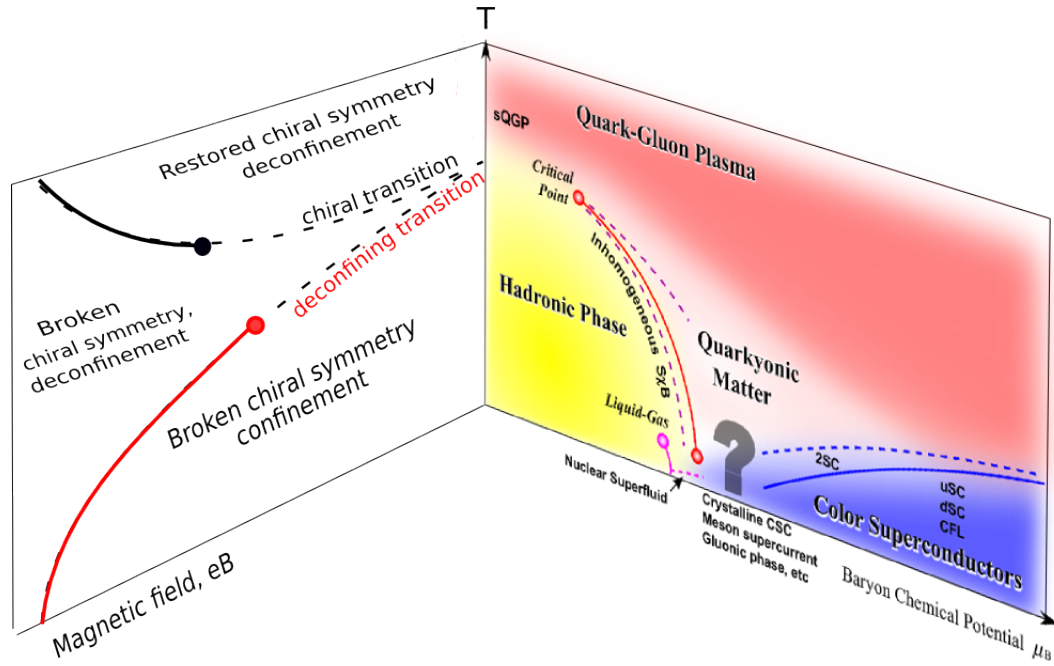 T
Restored chiral symmetry
deconfinement
chiral transition
deconfining transition
Broken
chiral symmetry,
deconfinement
Broken chiral symmetry
confinement
Magnetic field, eB
sQGP
Quark-Gluon Plasma
Critical
Point
Inhomogeneous SχB
Hadronic Phase
Quarkyonic
Matter
Liquid-Gas
?
Nuclear Superfluid
2SC
uSC
dSC
CFL
Color Superconductors
Crystalline CSC
Meson supercurrent
Gluonic phase, etc
Baryon Chemical Potential μB